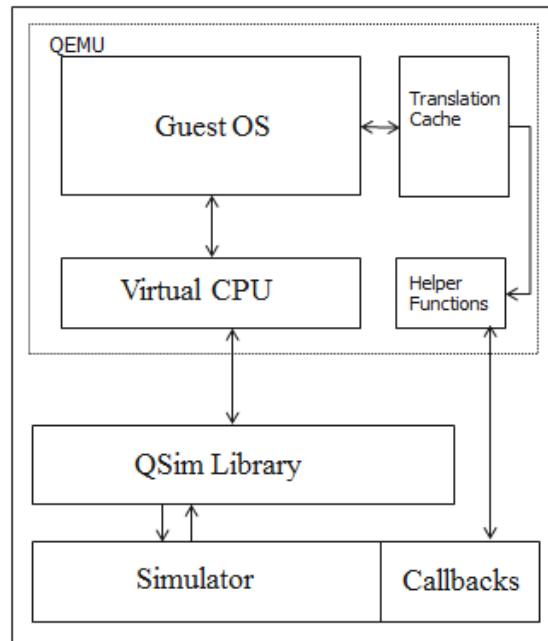 QEMU
Guest OS
Translation
Cache
Virtual CPU
Helper
Functions
QSim Library
Simulator
Callbacks